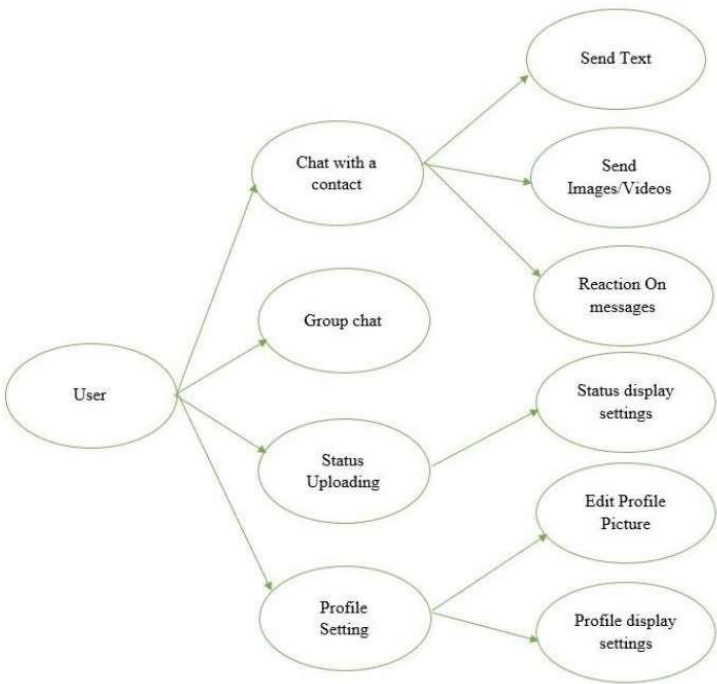 Send Text
Chat with a
contact
Send
Images/Videos
Reaction On
messages
Group chat
User
Status display
settings
Status
Uploading
Edit Profile
Picture
Profile
Setting
Profile display
settings